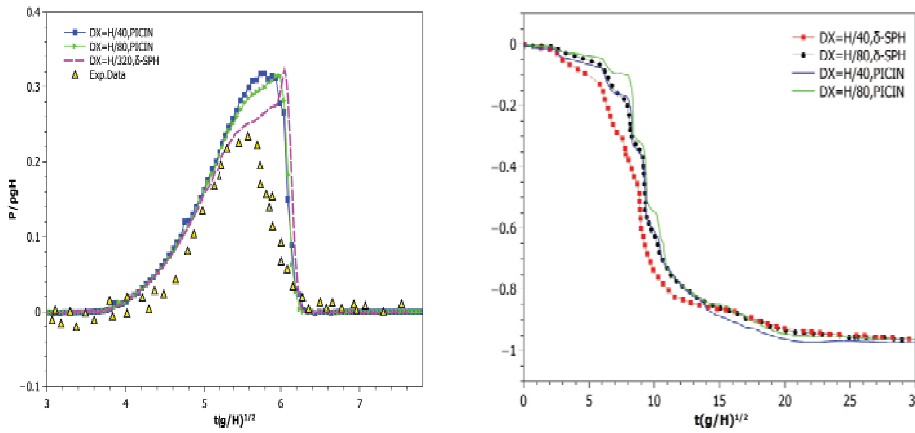 DX=H/40,PICIN
DX=H/80,PICIN
DX=H/320,δ-SPH
Exp.Data
0.4
0.3
0.2
0.1
0
−0.1
P/ρgH
3
4
5
6
7
t(g/H)^1/2
DX=H/40,δ-SPH
DX=H/80,δ-SPH
DX=H/40,PICIN
DX=H/80,PICIN
0
−0.2
−0.4
−0.6
−0.8
−1
0
5
10
15
20
25
30
t(g/H)^1/2